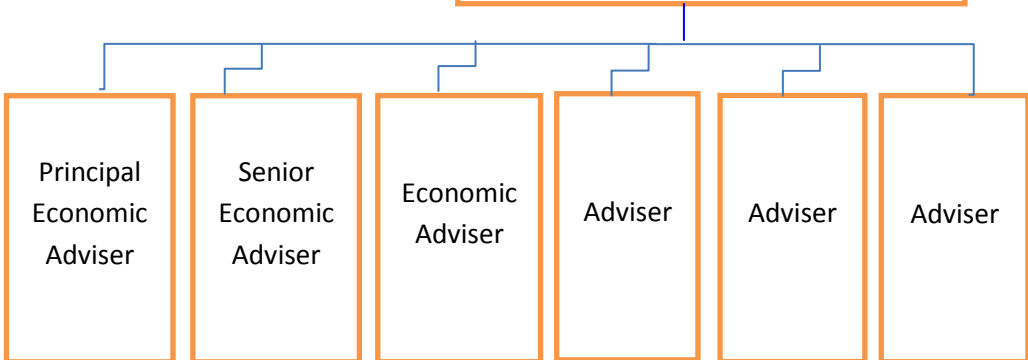 Principal
Economic
Adviser
Senior
Economic
Adviser
Economic
Adviser
Adviser
Adviser
Adviser